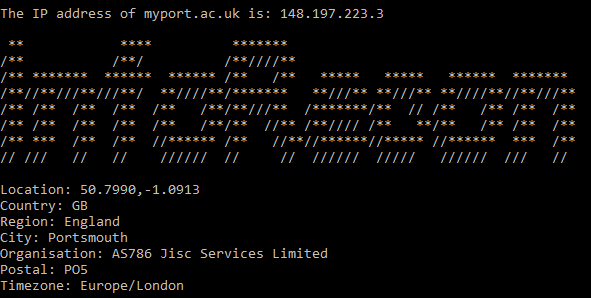 The IP address of myport.ac.uk is: 148.197.223.3
InfoRecon
Location: 50.7990,-1.0913
Country: GB
Region: England
City: Portsmouth
Organisation: AS786 Jisc Services Limited
Postal: PO5
Timezone: Europe/London